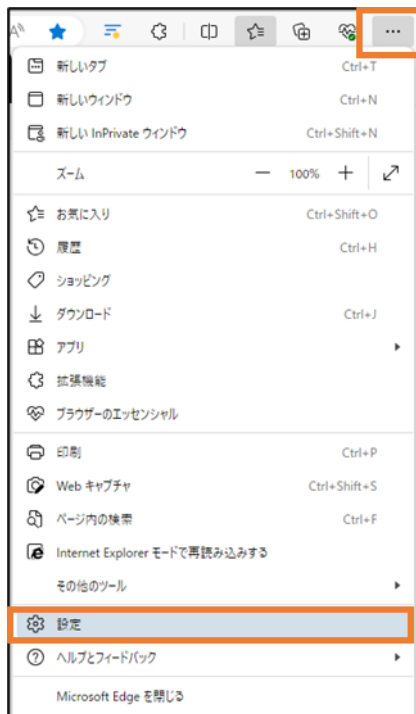 A
新しいタブ Ctrl+T
新しいウィンドウ Ctrl+N
新しい InPrivate ウィンドウ Ctrl+Shift+N
ズーム — 100% +
お気に入り Ctrl+Shift+O
履歴 Ctrl+H
ショッピング
ダウンロード Ctrl+J
アプリ
拡張機能
ブラウザーのエッセンシャル
印刷 Ctrl+P
Web キャプチャ Ctrl+Shift+S
ページ内の検索 Ctrl+F
Internet Explorer モードで再読み込みする
その他のツール
設定
ヘルプとフィードバック
Microsoft Edge を閉じる